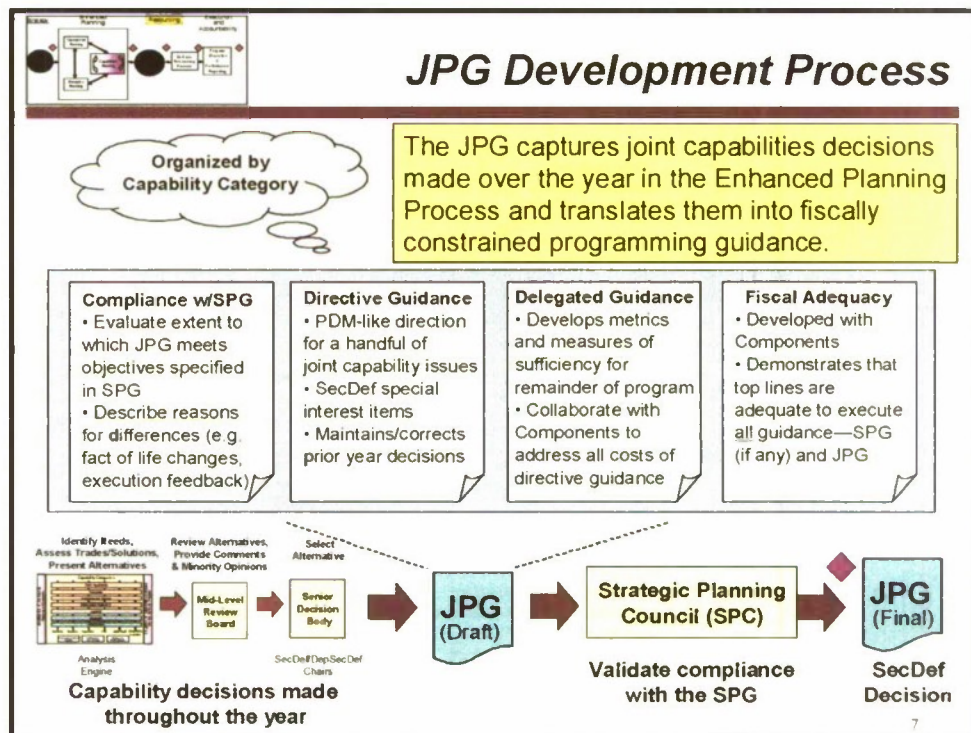 Planning
Resourcing
and
Accountability
JPG Development Process
Organized by
Capability Category
The JPG captures joint capabilities decisions
made over the year in the Enhanced Planning
Process and translates them into fiscally
constrained programming guidance.
Compliance w/SPG
• Evaluate extent to
which JPG meets
objectives specified
in SPG
• Describe reasons
for differences (e.g.
fact of life changes,
execution feedback)
Directive Guidance
• PDM-like direction
for a handful of
joint capability issues
• SecDef special
interest items
• Maintains/corrects
prior year decisions
Delegated Guidance
• Develops metrics
and measures of
sufficiency for
remainder of program
• Collaborate with
Components to
address all costs of
directive guidance
Fiscal Adequacy
• Developed with
Components
• Demonstrates that
top lines are
adequate to execute
all guidance—SPG
(if any) and JPG
Identify Needs,
Assess Trades/Solutions,
Present Alternatives
Analysis
Engine
Review Alternatives,
Provide Comments
& Minority Opinions
Mid-Level
Review
Board
Select
Alternative
Senior
Decision
Body
SecDef/DepSecDef
Chairs
Capability decisions made
throughout the year
JPG
(Draft)
Strategic Planning
Council (SPC)
Validate compliance
with the SPG
JPG
(Final)
SecDef
Decision
7